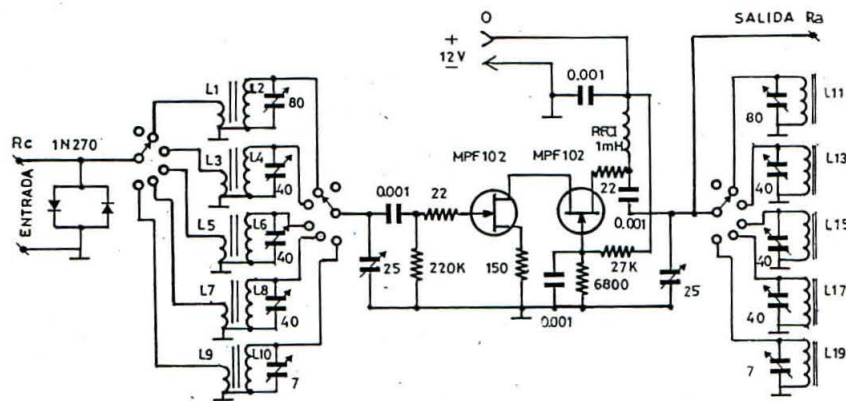 O
SALIDA Ra
+
12V
—
0.001
L1
L2
80
RFC1
1mH
L11
80
Rc
1N270
MPF102
MPF102
L3
L4
40
0.001
22
22
0.001
L13
40
ENTRADA
L5
L6
40
L15
40
25
220K
150
27K
6800
25
0.001
L7
L8
40
L17
40
L9
L10
7
L19
7